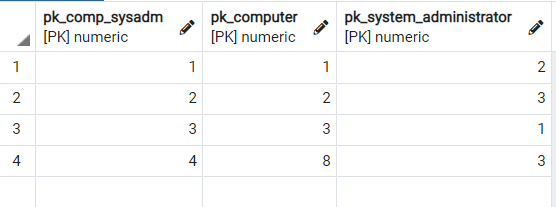 pk_comp_sysadm pk_computer pk_system_administrator
[PK] numeric [PK] numeric [PK] numeric
1 1 1 2
2 2 2 3
3 3 3 1
4 4 8 3